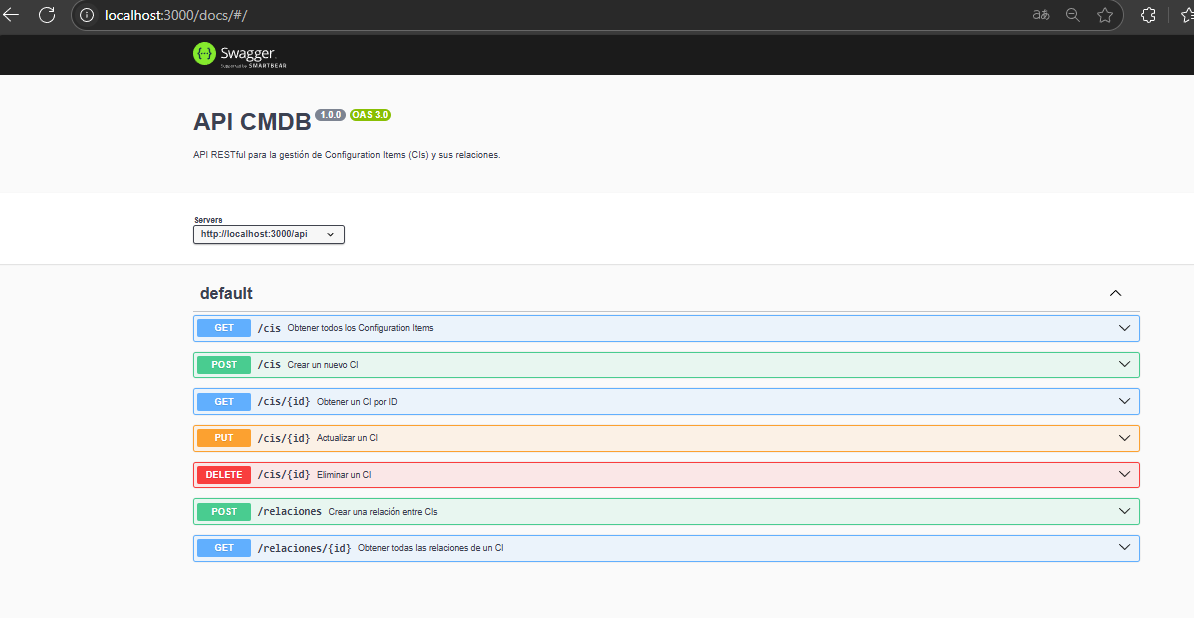 localhost:3000/docs/#/
aあ
Swagger
Supported by SMARTBEAR
API CMDB 1.0.0 OAS 3.0
API RESTful para la gestión de Configuration Items (CIs) y sus relaciones.
Servers
http://localhost:3000/api
default
GET /cis Obtener todos los Configuration Items
POST /cis Crear un nuevo CI
GET /cis/{id} Obtener un CI por ID
PUT /cis/{id} Actualizar un CI
DELETE /cis/{id} Eliminar un CI
POST /relaciones Crear una relación entre CIs
GET /relaciones/{id} Obtener todas las relaciones de un CI